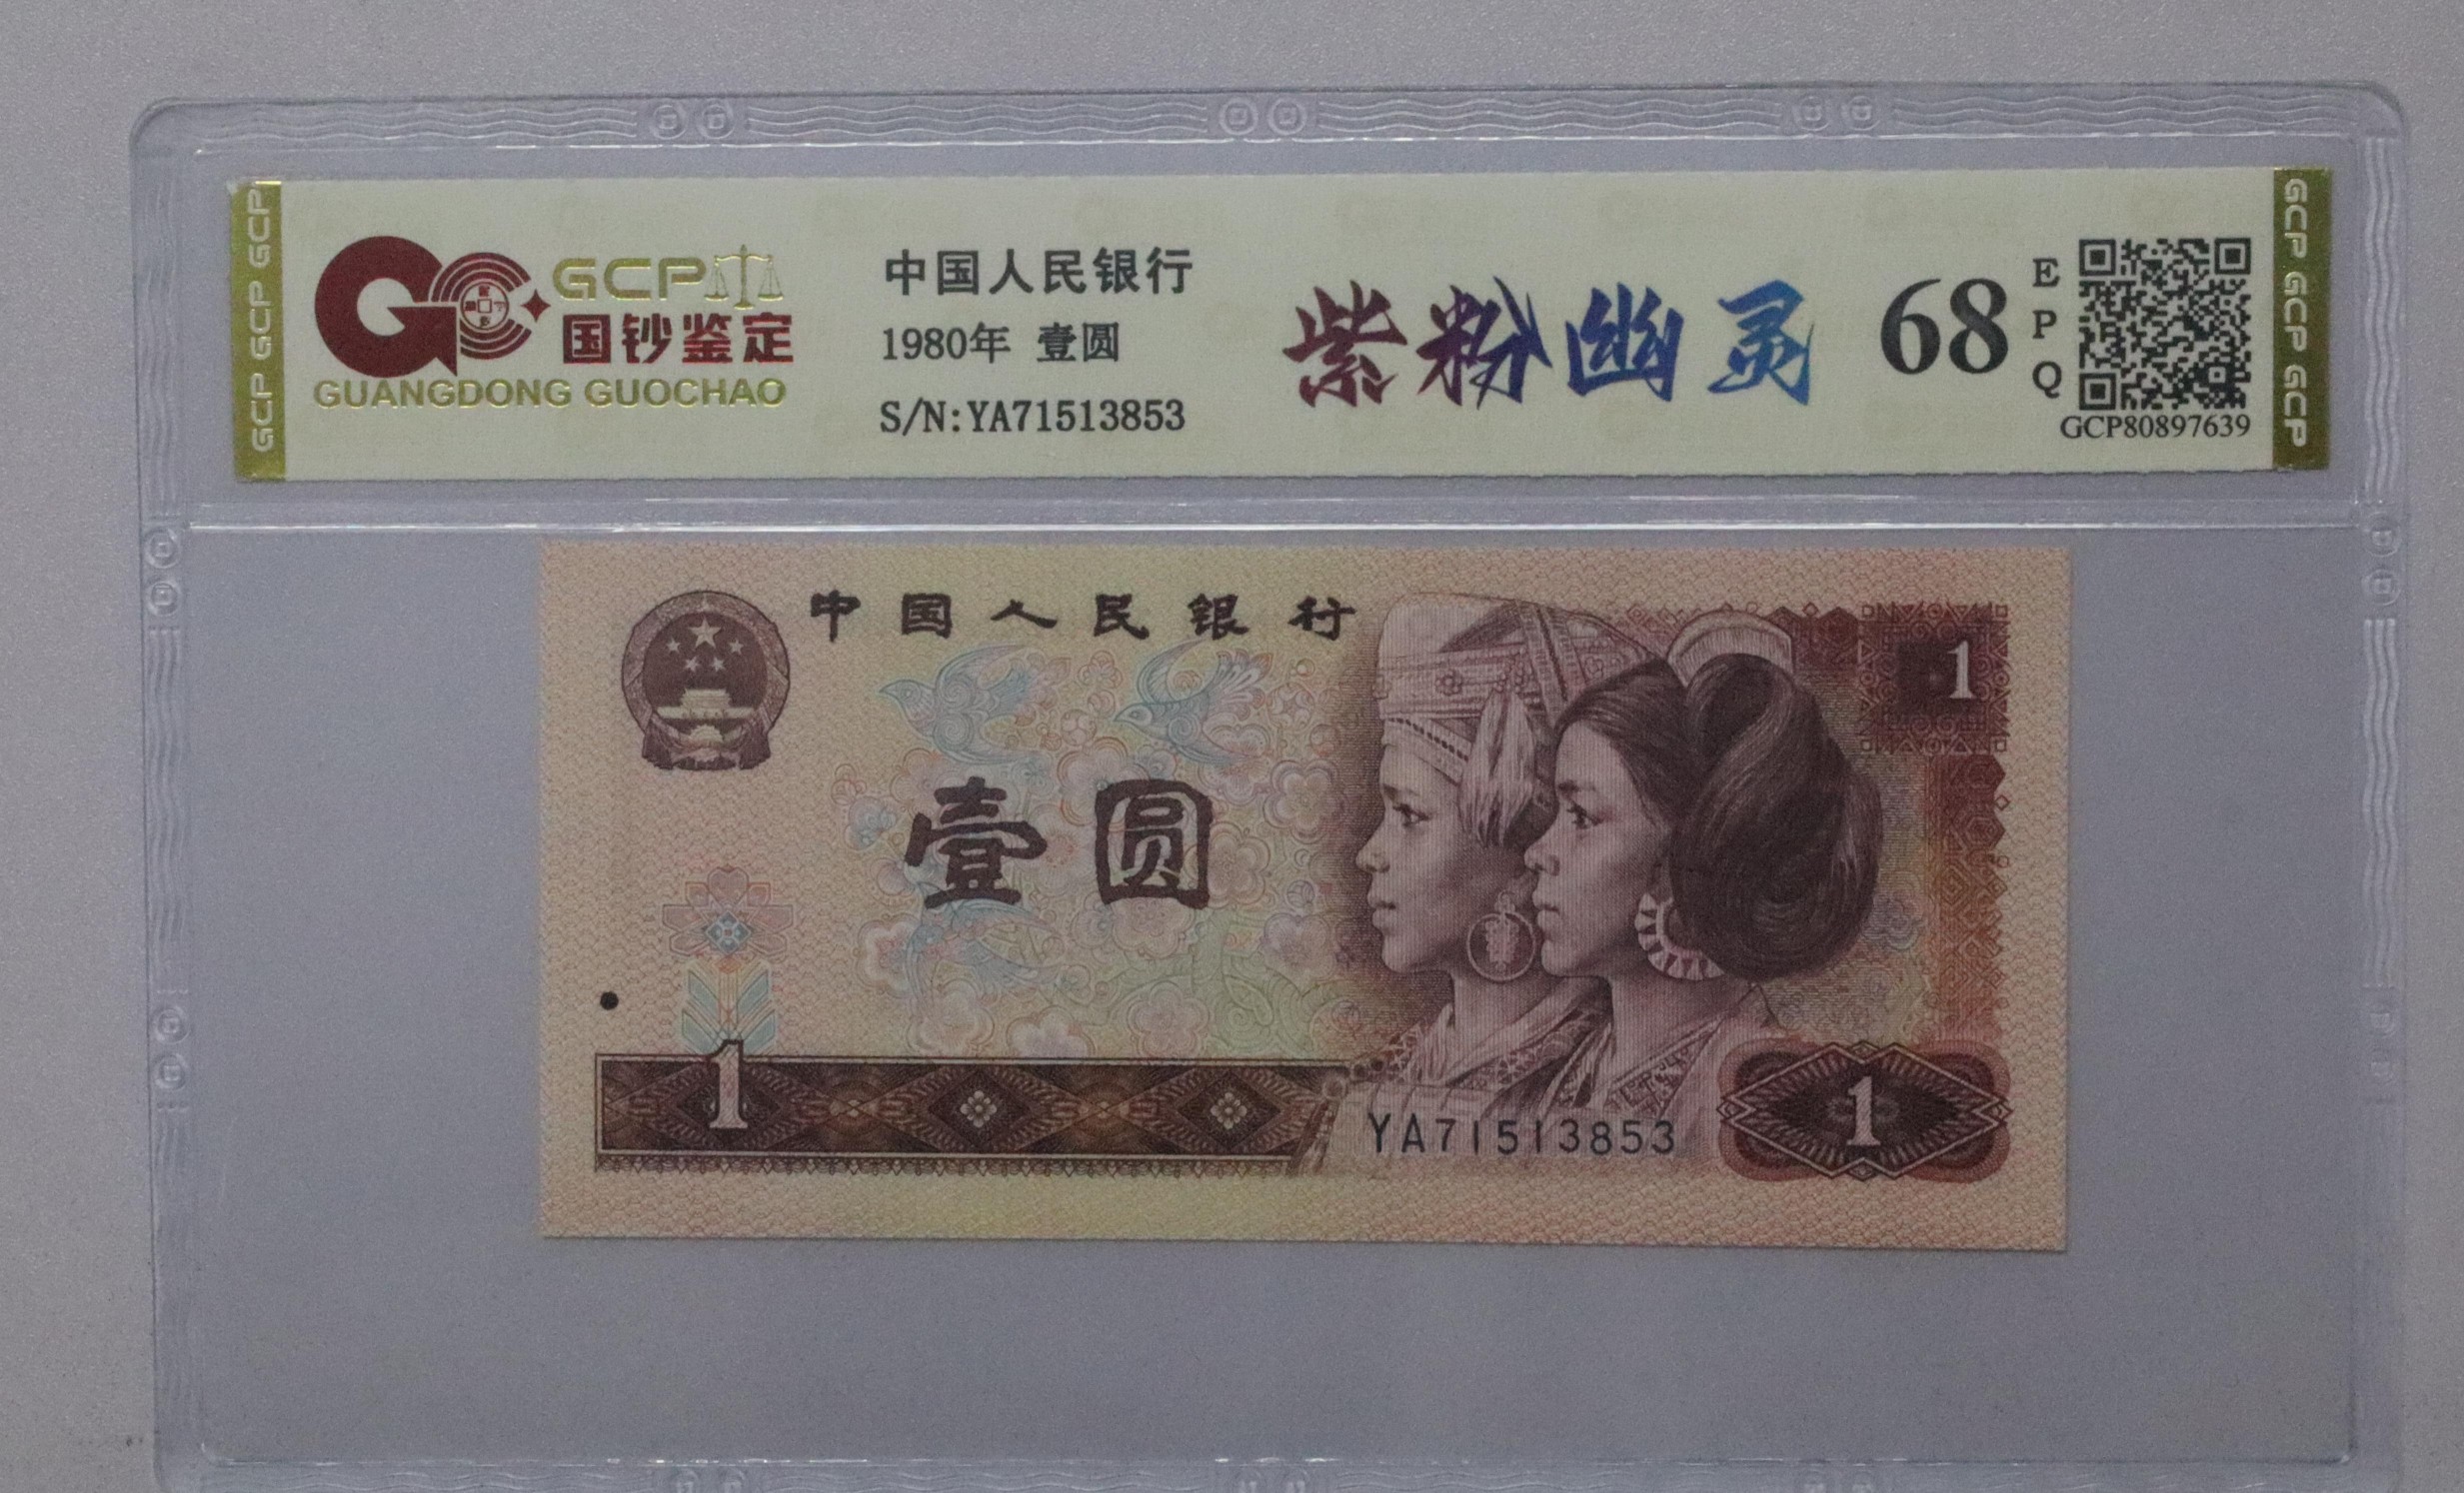 GCP GCP GCP
GCP
国钞鉴定
GUANGDONG GUOCHAO
中国人民银行
1980年 壹圆
S/N:YA71513853
紫粉幽灵
68
E
P
Q
GCP80897639
GCP GCP GCP
中国人民银行
1
壹圆
1
YA71513853
1